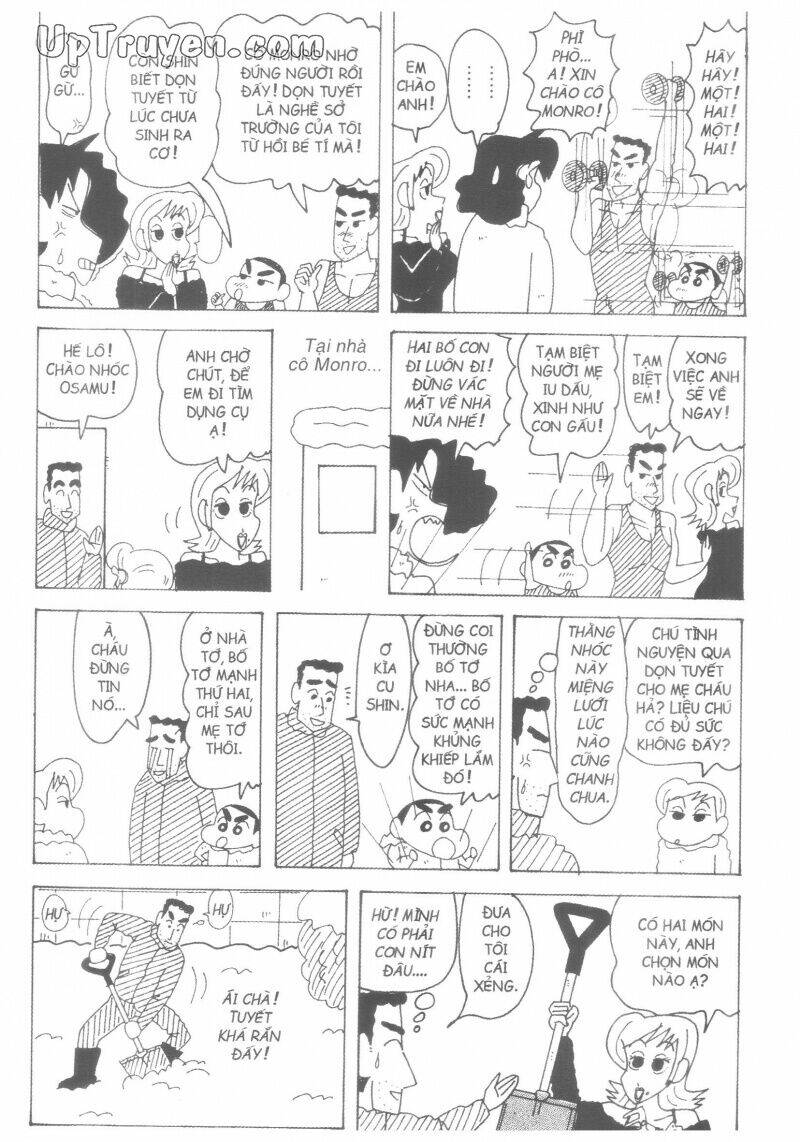 UpTruyen.com
GỪ
GỪ...
CON SHIN
BIẾT DỌN
TUYẾT TỪ
LÚC CHƯA
SINH RA
CƠ!
CÔ MONRO NHỜ
ĐÚNG NGƯỜI RỒI
ĐẤY! DỌN TUYẾT
LÀ NGHỀ SỞ
TRƯỜNG CỦA TÔI
TỪ HỒI BÉ TÍ MÀ!
EM
CHÀO
ANH!
......
......
PHÌ
PHÒ...
A! XIN
CHÀO CÔ
MONRO!
HÂY
HÂY!
MỘT!
HAI!
MỘT!
HAI!
HẾ LÔ!
CHÀO NHÓC
OSAMU!
ANH CHỜ
CHÚT, ĐỂ
EM ĐI TÌM
DỤNG CỤ
Ạ!
Tại nhà
cô Monro...
HAI BỐ CON
ĐI LUÔN ĐI!
ĐỪNG VÁC
MẶT VỀ NHÀ
NỮA NHÉ!
TẠM BIỆT
NGƯỜI MẸ
IU DẤU,
XINH NHƯ
CON GẤU!
TẠM
BIỆT
EM!
XONG
VIỆC ANH
SẼ VỀ
NGAY!
À,
CHÁU
ĐỪNG
TIN
NÓ...
Ở NHÀ
TỚ, BỐ
TỚ MẠNH
THỨ HAI,
CHỈ SAU
MẸ TỚ
THÔI.
Ơ
KÌA
CU
SHIN.
ĐỪNG COI
THƯỜNG
BỐ TỚ
NHA... BỐ
TỚ CÓ
SỨC MẠNH
KHỦNG
KHIẾP LẮM
ĐÓ!
THẰNG
NHÓC
NÀY
MIỆNG
LƯỠI
LÚC
NÀO
CŨNG
CHANH
CHUA.
CHÚ TÌNH
NGUYỆN QUA
DỌN TUYẾT
CHO MẸ CHÁU
HẢ? LIỆU CHÚ
CÓ ĐỦ SỨC
KHÔNG ĐẤY?
HỰ
HỰ
ÁI CHÀ!
TUYẾT
KHÁ RẮN
ĐẤY!
HỪ! MÌNH
CÓ PHẢI
CON NÍT
ĐÂU....
ĐƯA
CHO
TÔI
CÁI
XẺNG.
CÓ HAI MÓN
NÀY, ANH
CHỌN MÓN
NÀO Ạ?